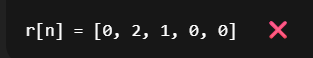 r[n] = [0, 2, 1, 0, 0] ❌